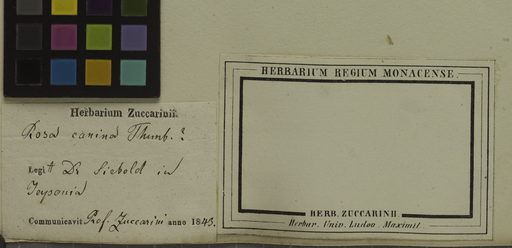 Herbarium Zuccarinii.
Rosa canina Thunb. ?
Legit Dr Siebold in
Japonia
Communicavit Prof. Zuccarini anno 1843.
HERBARIUM REGIUM MONACENSE.
HERB. ZUCCARINII
Herbar. Univ. Ludov. Maximil.